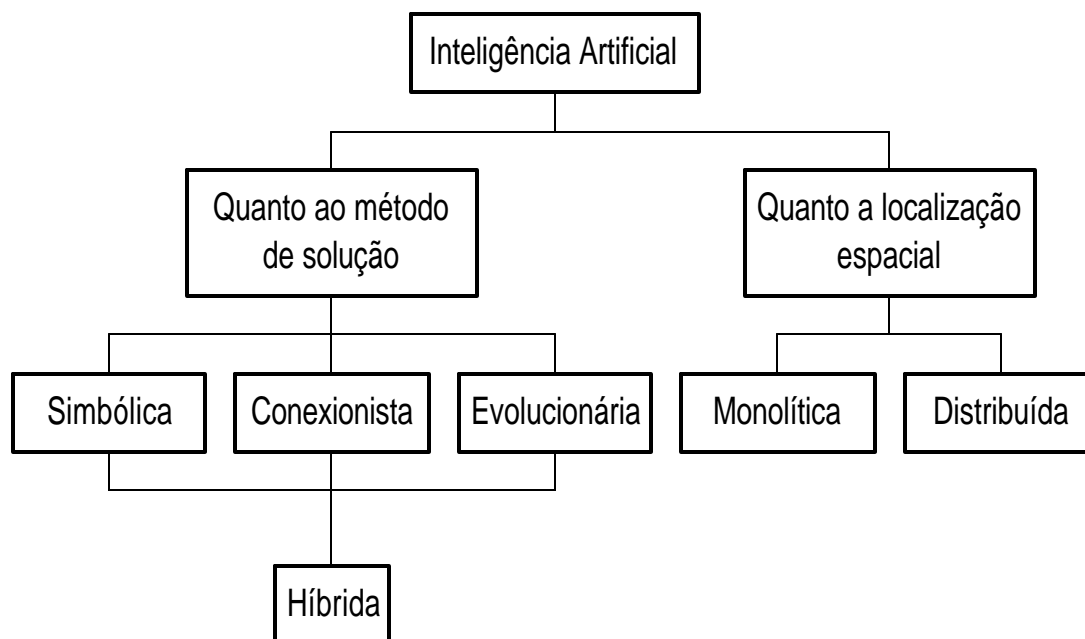 Inteligência Artificial
Quanto ao método
de solução
Quanto a localização
espacial
Simbólica
Conexionista
Evolucionária
Monolítica
Distribuída
Híbrida